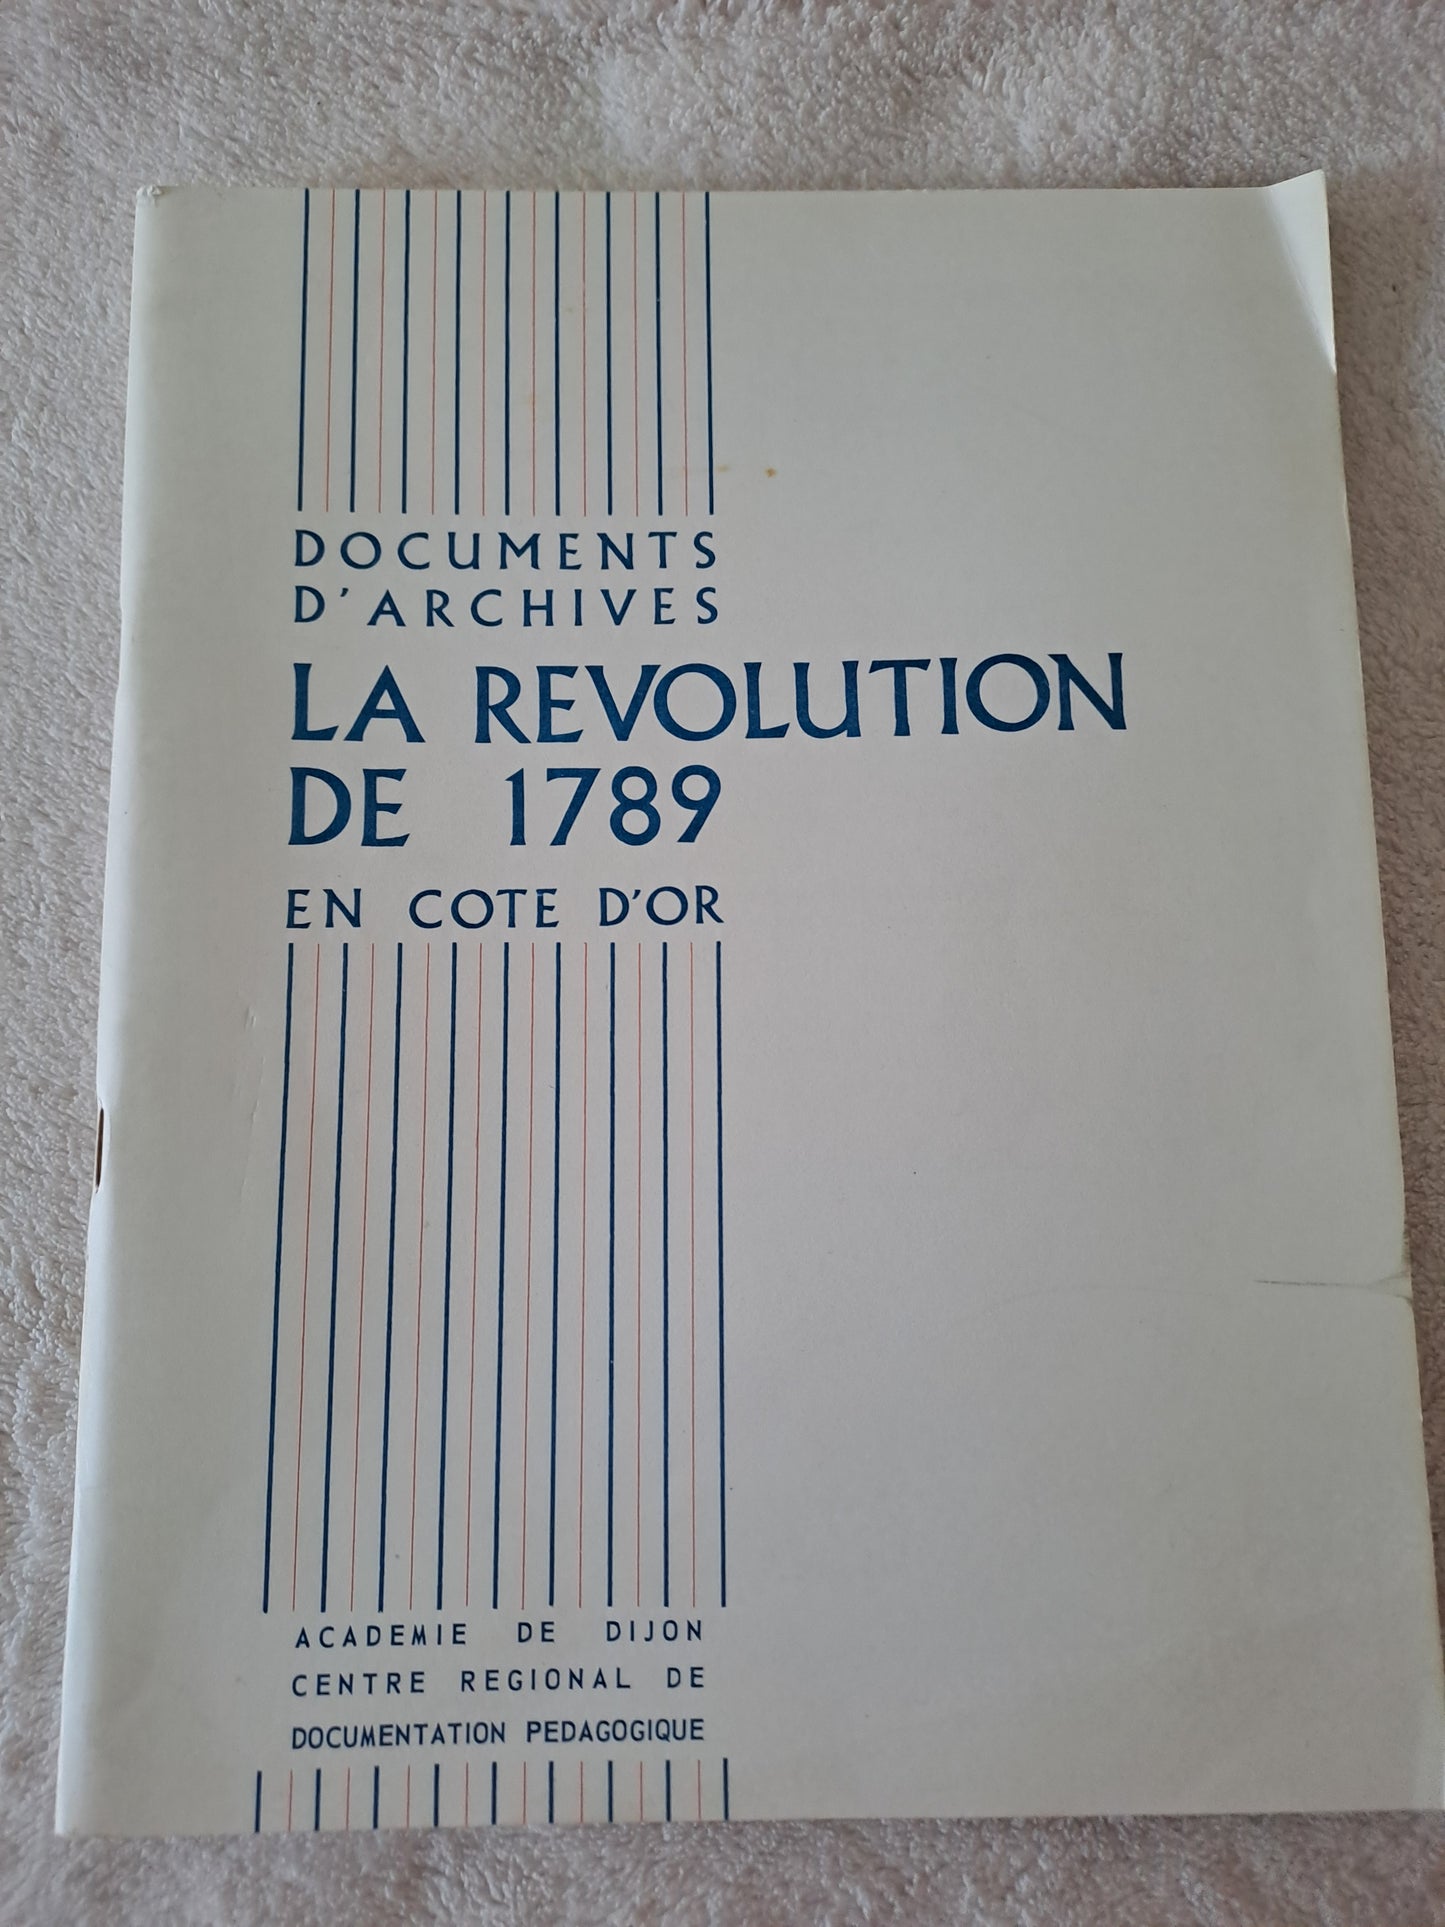 DOCUMENTS
D'ARCHIVES
LA REVOLUTION
DE 1789
EN COTE D'OR
ACADEMIE DE DIJON
CENTRE REGIONAL DE
DOCUMENTATION PEDAGOGIQUE